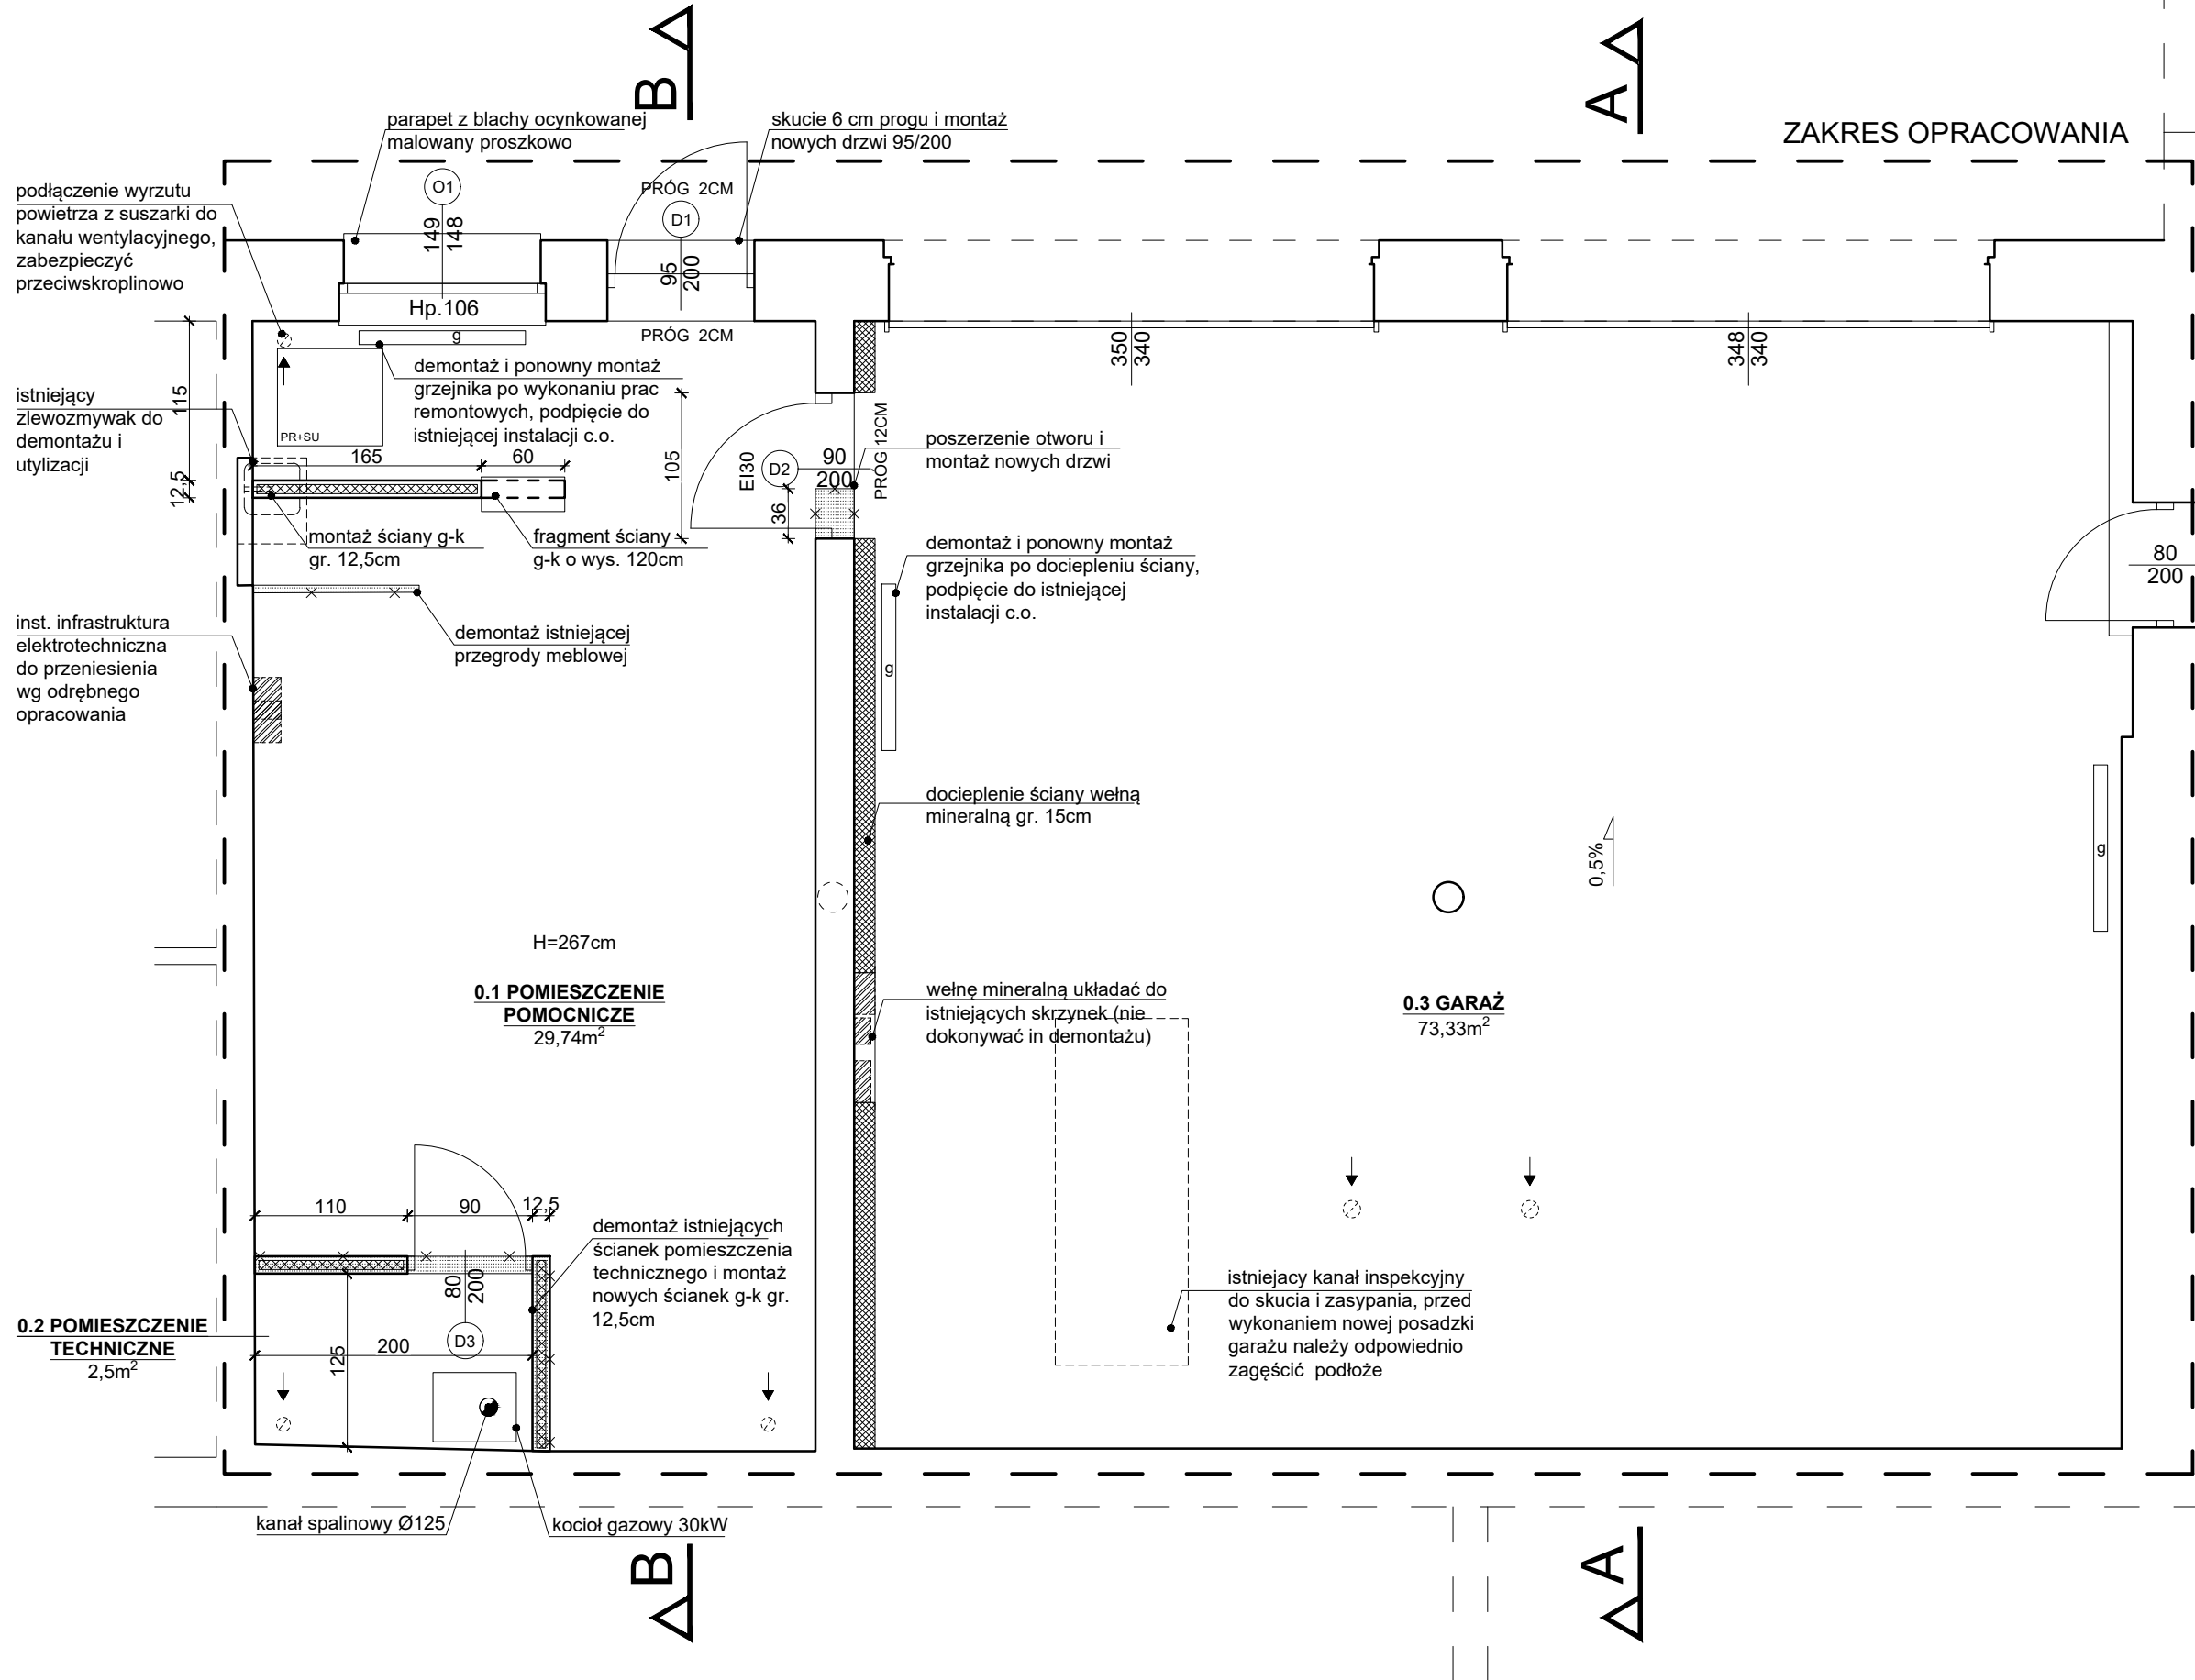 B
A
ZAKRES OPRACOWANIA
parapet z blachy ocynkowanej
malowany proszkowo
skucie 6 cm progu i montaż
nowych drzwi 95/200
podłączenie wyrzutu
powietrza z suszarki do
kanału wentylacyjnego,
zabezpieczyć
przeciwskroplinowo
O1
149
148
PRÓG 2CM
D1
95
200
Hp.106
g
PRÓG 2CM
350
340
348
340
demontaż i ponowny montaż
grzejnika po wykonaniu prac
remontowych, podpięcie do
istniejącej instalacji c.o.
115
istniejący
zlewozmywak do
demontażu i
utylizacji
PR+SU
165
60
12,5
105
EI30
D2
90
200
PRÓG 12CM
36
poszerzenie otworu i
montaż nowych drzwi
montaż ściany g-k
gr. 12,5cm
fragment ściany
g-k o wys. 120cm
demontaż i ponowny montaż
grzejnika po dociepleniu ściany,
podpięcie do istniejącej
instalacji c.o.
80
200
inst. infrastruktura
elektrotechniczna
do przeniesienia
wg odrębnego
opracowania
demontaż istniejącej
przegrody meblowej
g
docieplenie ściany wełną
mineralną gr. 15cm
0,5%
g
H=267cm
0.1 POMIESZCZENIE
POMOCNICZE
29,74m²
wełnę mineralną układać do
istniejących skrzynek (nie
dokonywać in demontażu)
0.3 GARAŻ
73,33m²
110
90
12,5
demontaż istniejących
ścianek pomieszczenia
technicznego i montaż
nowych ścianek g-k gr.
12,5cm
80
200
D3
200
125
0.2 POMIESZCZENIE
TECHNICZNE
2,5m²
istniejacy kanał inspekcyjny
do skucia i zasypania, przed
wykonaniem nowej posadzki
garażu należy odpowiednio
zagęścić podłoże
kanał spalinowy Ø125
kocioł gazowy 30kW
B
A